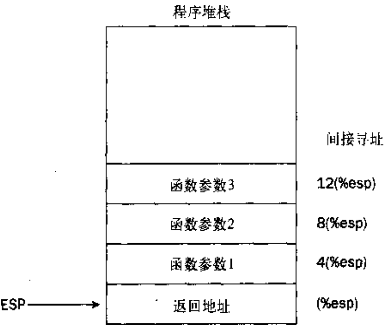 程序堆栈
间接寻址
函数参数3 12(%esp)
函数参数2 8(%esp)
函数参数1 4(%esp)
ESP 返回地址 (%esp)